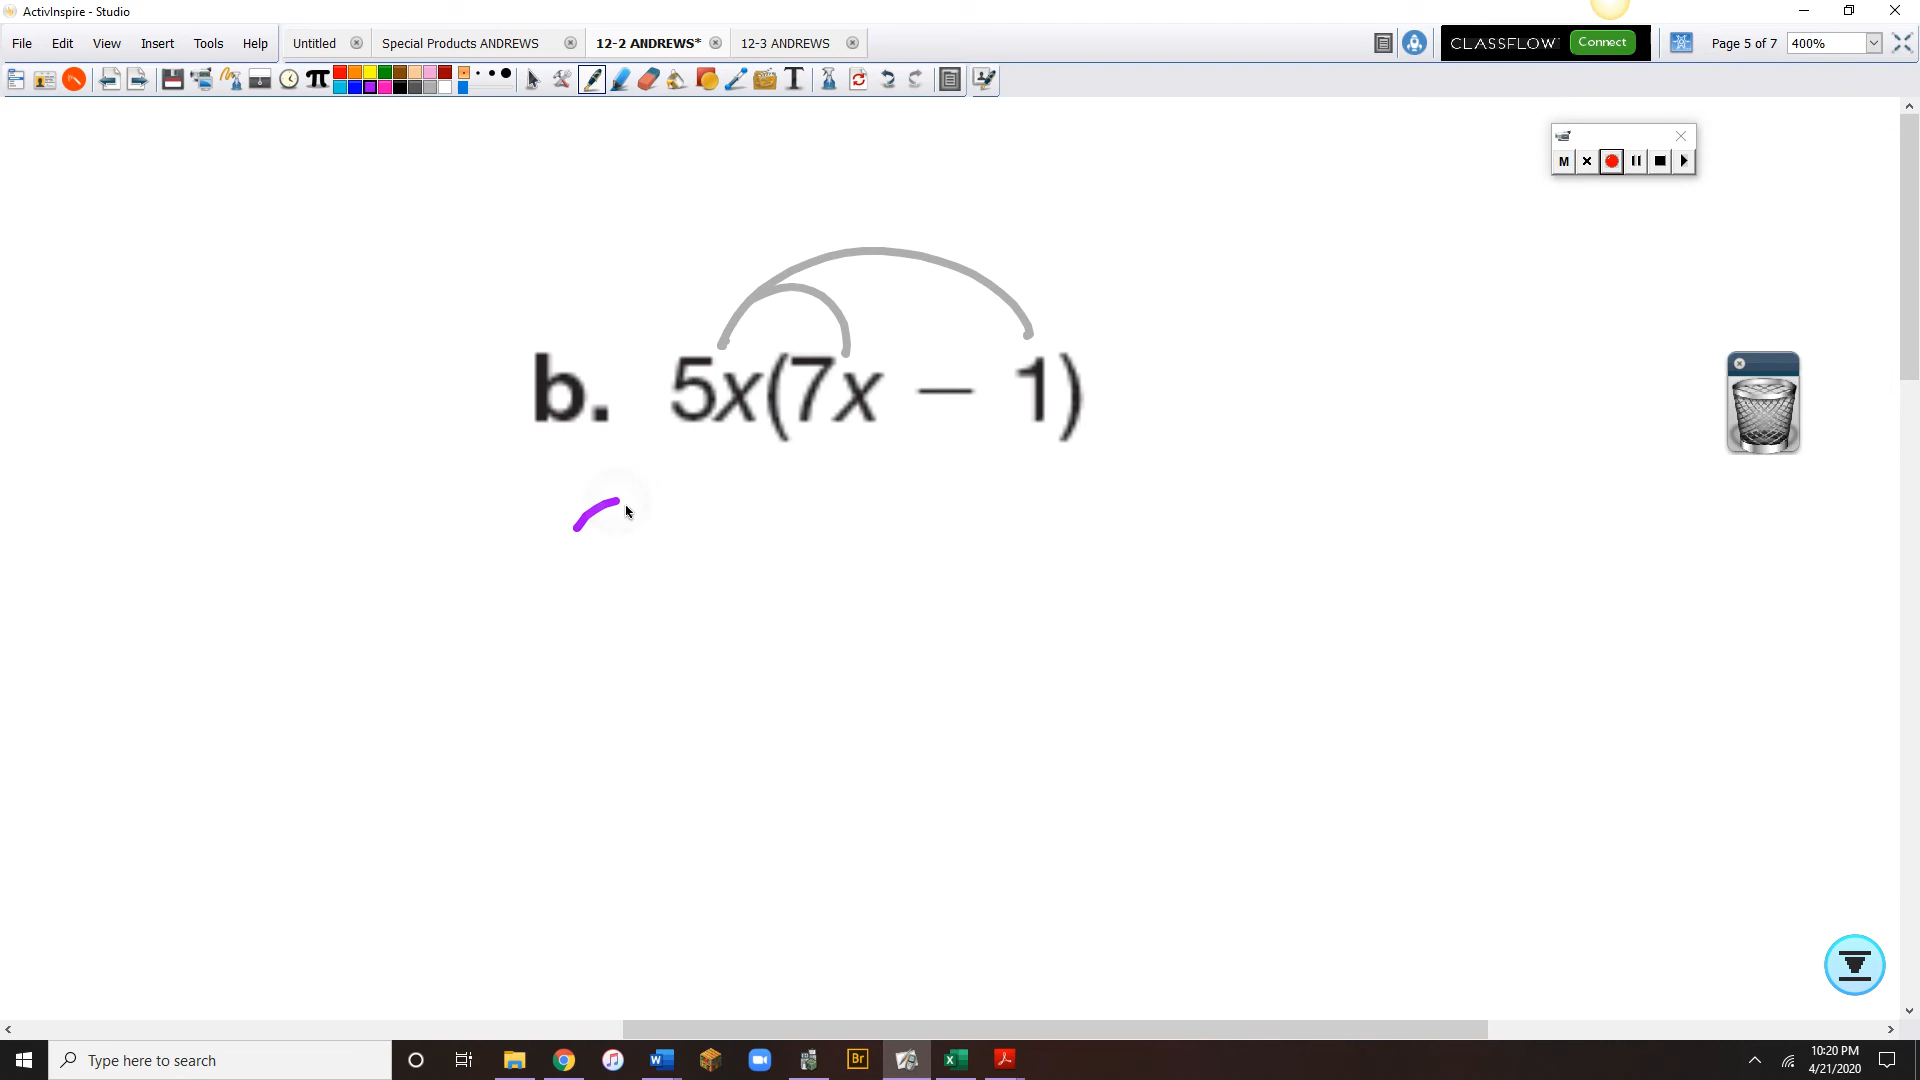 ActivInspire - Studio
File Edit View Insert Tools Help Untitled Special Products ANDREWS 12-2 ANDREWS* 12-3 ANDREWS CLASSFLOW Connect Page 5 of 7 400%
π T
M
b. 5x(7x − 1)
Type here to search
Br
10:20 PM
4/21/2020